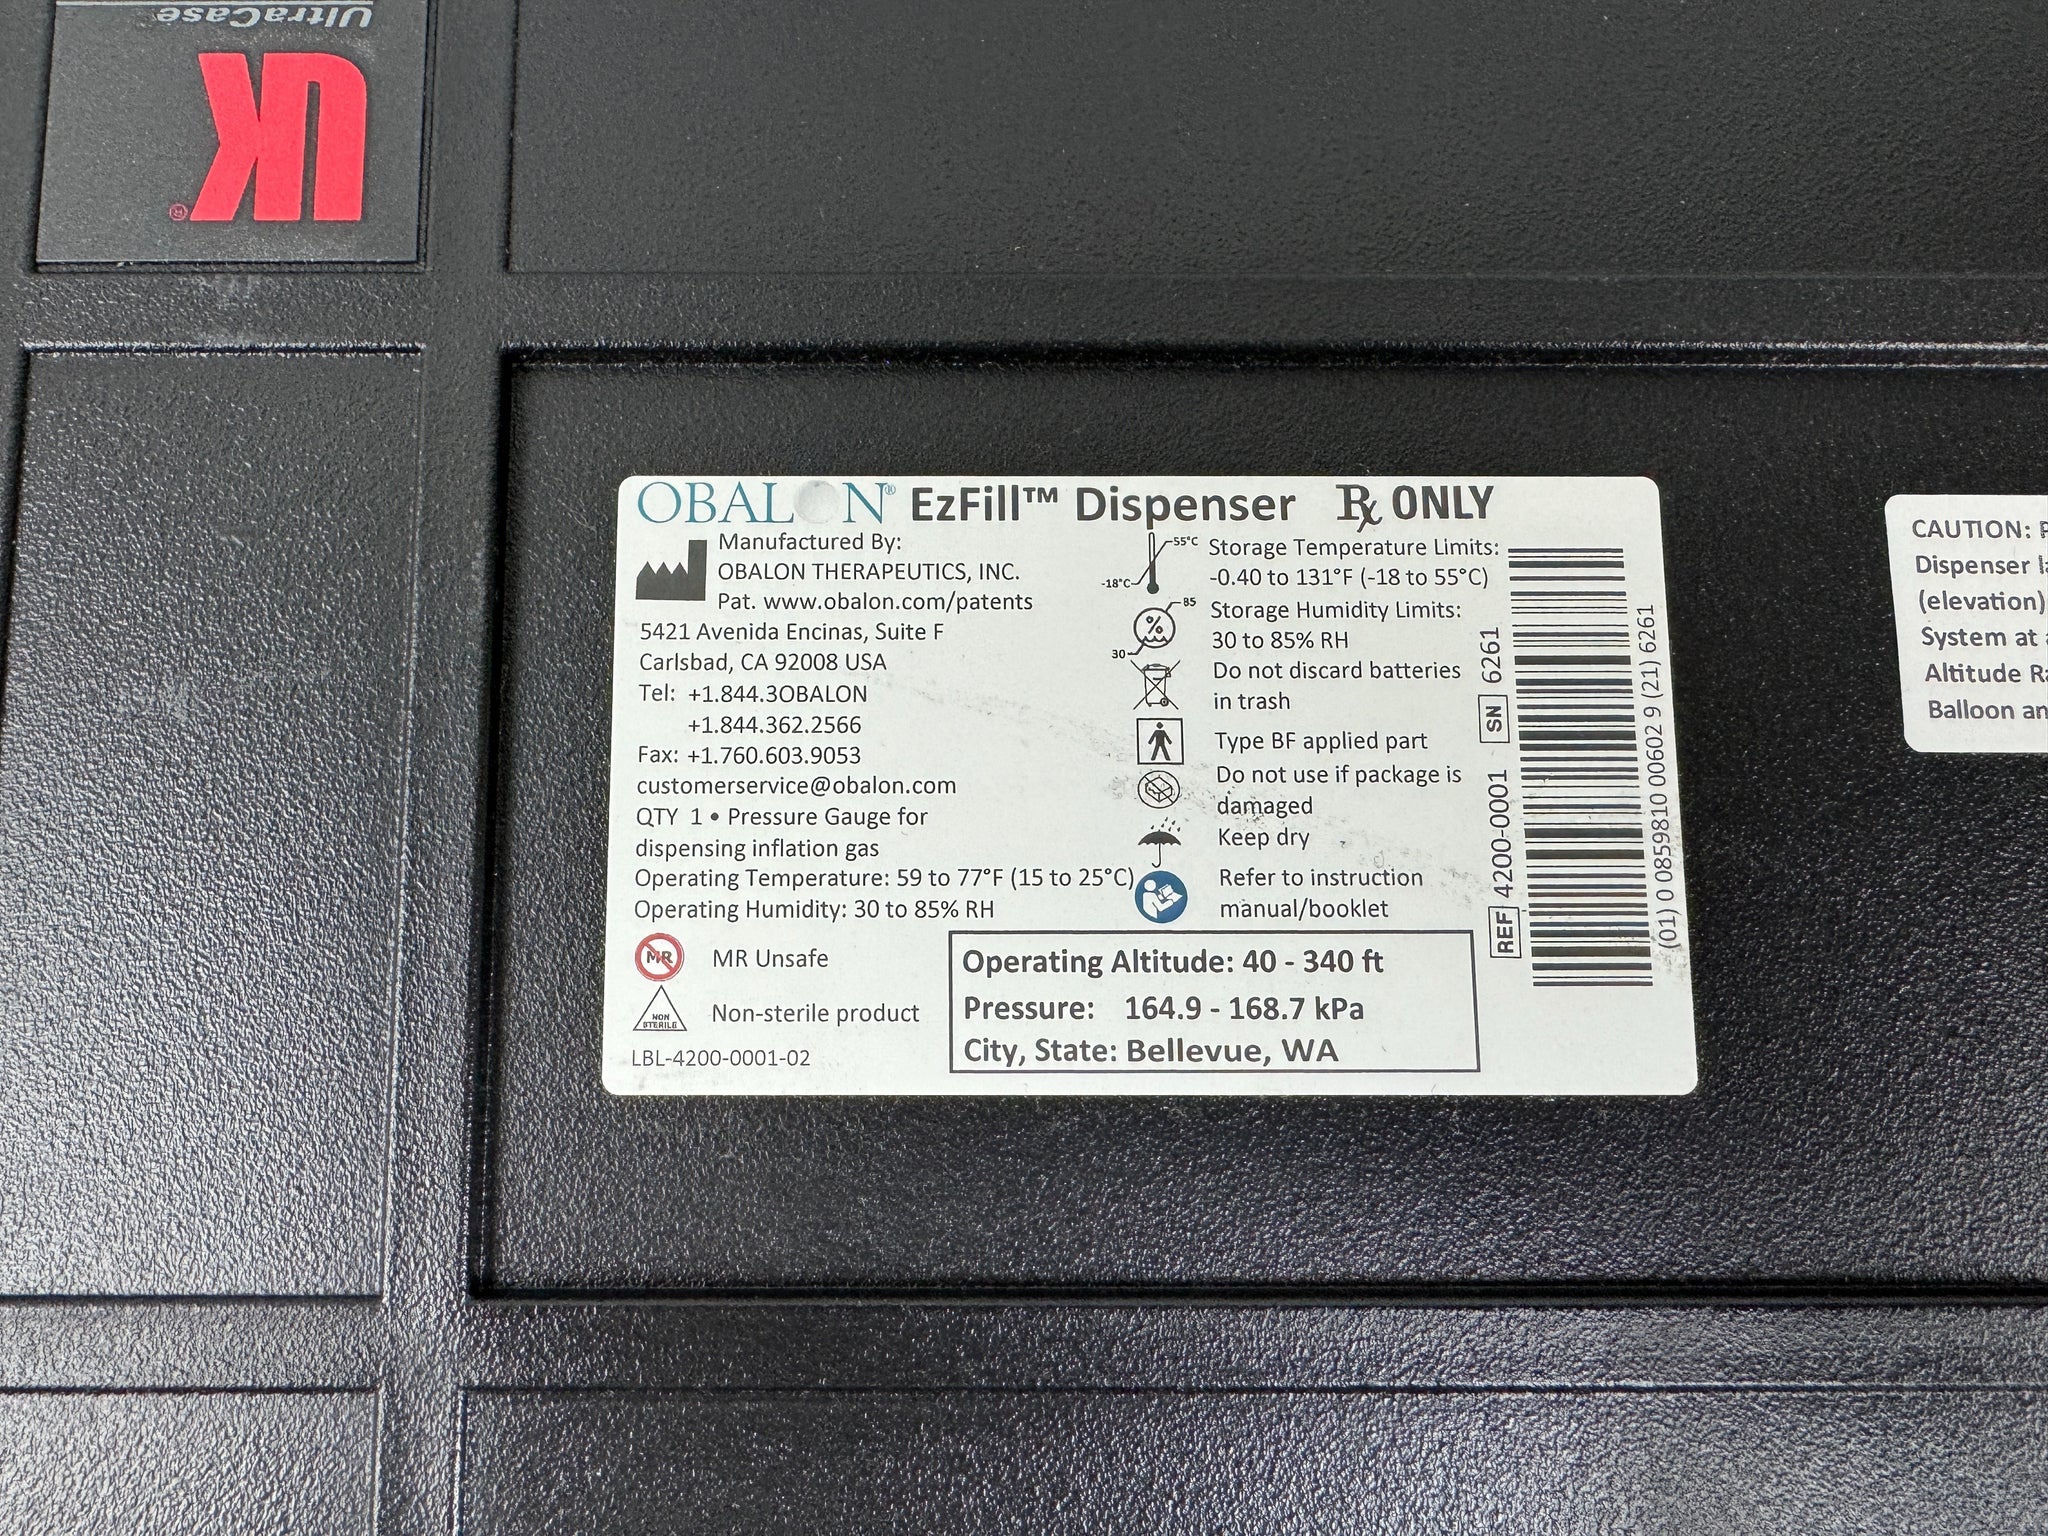 UltraCase
UK®
OBALON® EzFill™ Dispenser Rx ONLY
Manufactured By:
OBALON THERAPEUTICS, INC.
Pat. www.obalon.com/patents
5421 Avenida Encinas, Suite F
Carlsbad, CA 92008 USA
Tel: +1.844.3OBALON
+1.844.362.2566
Fax: +1.760.603.9053
customerservice@obalon.com
QTY 1 • Pressure Gauge for
dispensing inflation gas
Operating Temperature: 59 to 77°F (15 to 25°C)
Operating Humidity: 30 to 85% RH
MR
MR Unsafe
NON
STERILE
Non-sterile product
LBL-4200-0001-02
55°C
-18°C
Storage Temperature Limits:
-0.40 to 131°F (-18 to 55°C)
85
%
30
Storage Humidity Limits:
30 to 85% RH
Do not discard batteries
in trash
Type BF applied part
Do not use if package is
damaged
Keep dry
Refer to instruction
manual/booklet
Operating Altitude: 40 - 340 ft
Pressure: 164.9 - 168.7 kPa
City, State: Bellevue, WA
REF 4200-0001 SN 6261
(01) 0 0859810 00602 9 (21) 6261
CAUTION:
Dispenser
(elevation)
System at
Altitude
Balloon